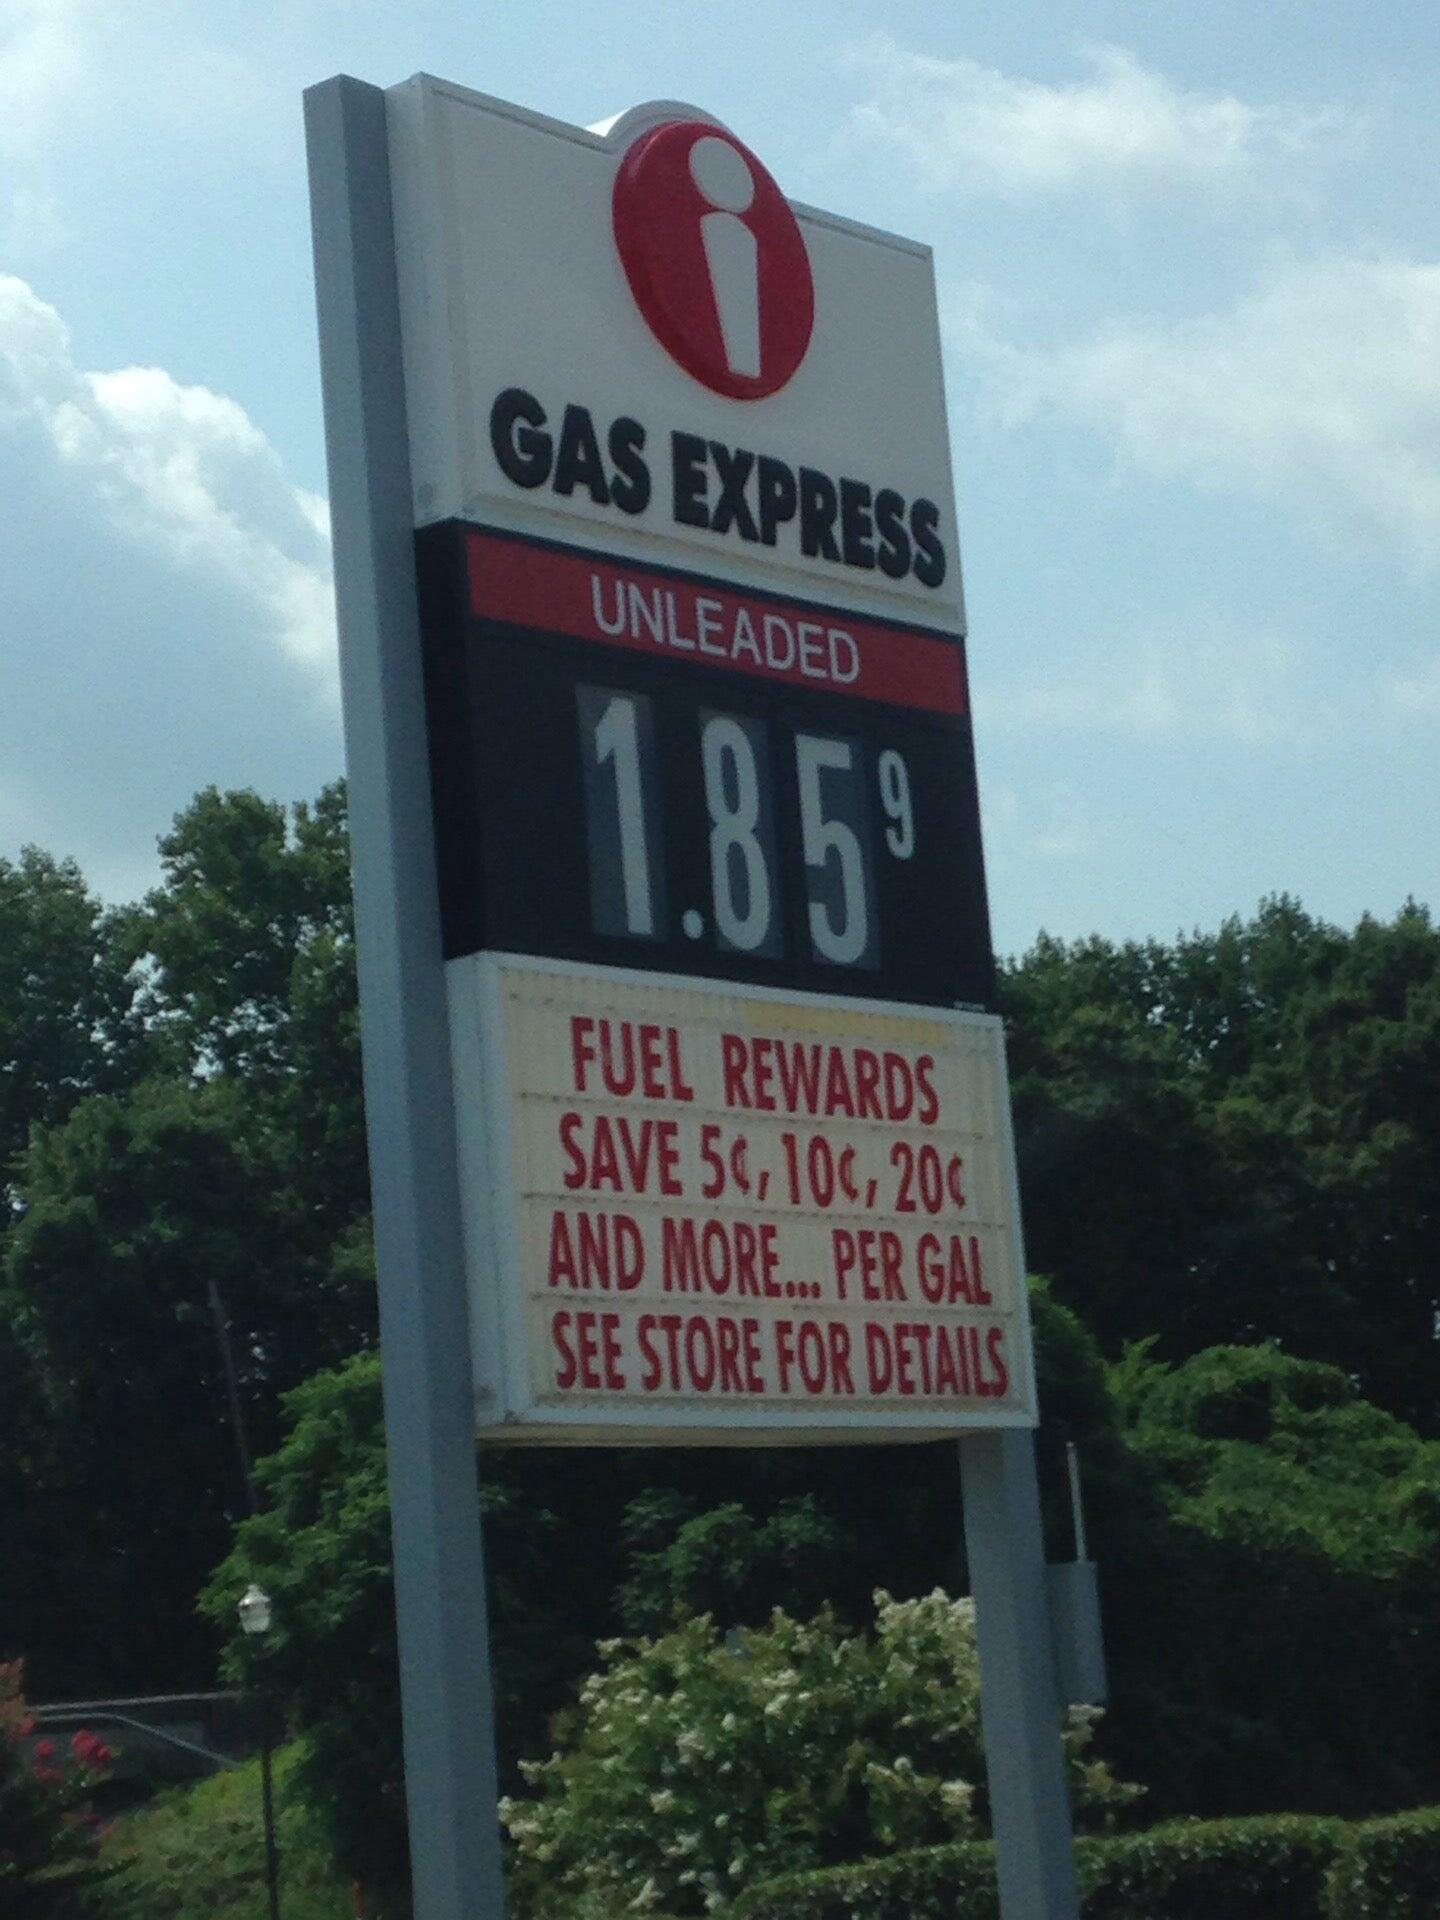 i
GAS EXPRESS
UNLEADED
1.85 9
FUEL REWARDS
SAVE 5¢, 10¢, 20¢
AND MORE... PER GAL
SEE STORE FOR DETAILS